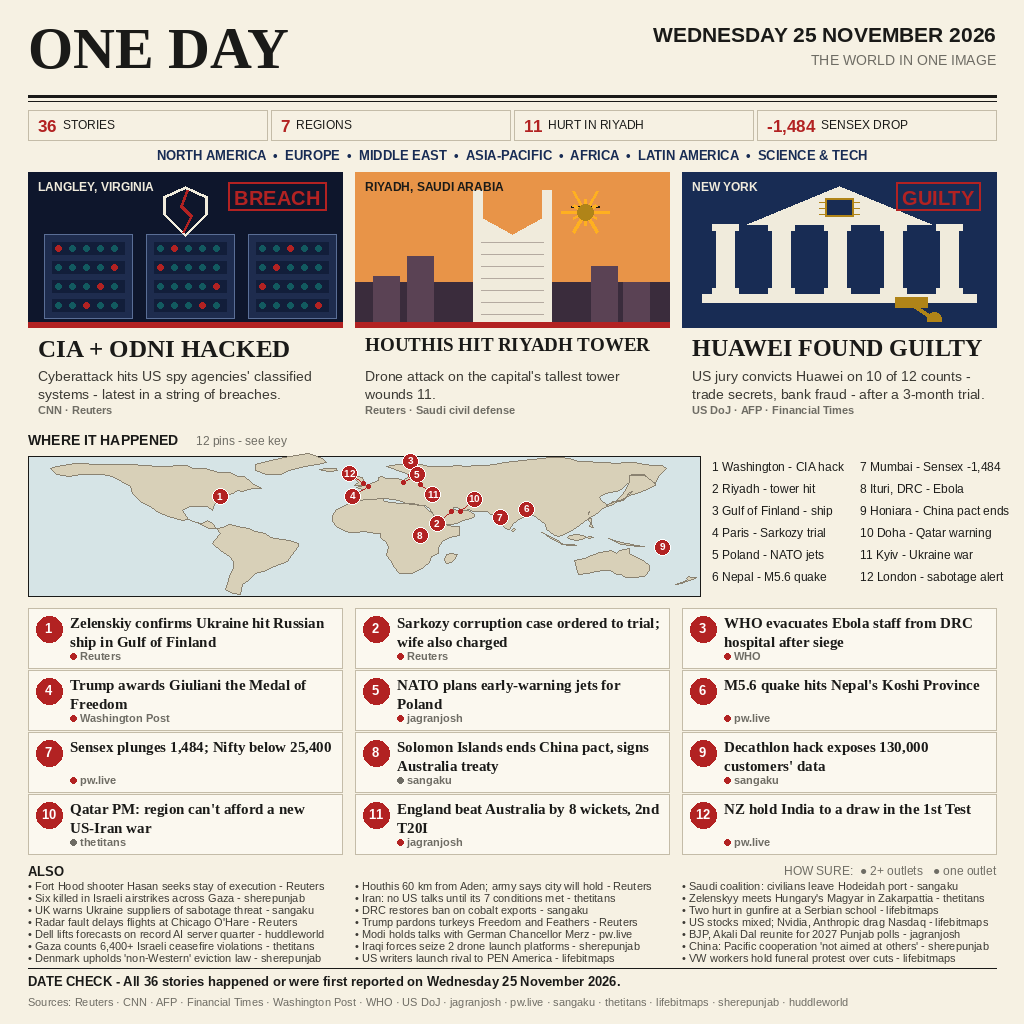 ONE DAY
WEDNESDAY 25 NOVEMBER 2026
THE WORLD IN ONE IMAGE
36 STORIES
7 REGIONS
11 HURT IN RIYADH
-1,484 SENSEX DROP
NORTH AMERICA • EUROPE • MIDDLE EAST • ASIA-PACIFIC • AFRICA • LATIN AMERICA • SCIENCE & TECH
LANGLEY, VIRGINIA
BREACH
CIA + ODNI HACKED
Cyberattack hits US spy agencies' classified
systems - latest in a string of breaches.
CNN · Reuters
RIYADH, SAUDI ARABIA
HOUTHIS HIT RIYADH TOWER
Drone attack on the capital's tallest tower
wounds 11.
Reuters · Saudi civil defense
NEW YORK
GUILTY
HUAWEI FOUND GUILTY
US jury convicts Huawei on 10 of 12 counts -
trade secrets, bank fraud - after a 3-month trial.
US DoJ · AFP · Financial Times
WHERE IT HAPPENED
12 pins - see key
1
2
3
4
5
6
7
8
9
10
11
12
1 Washington - CIA hack
2 Riyadh - tower hit
3 Gulf of Finland - ship
4 Paris - Sarkozy trial
5 Poland - NATO jets
6 Nepal - M5.6 quake
7 Mumbai - Sensex -1,484
8 Ituri, DRC - Ebola
9 Honiara - China pact ends
10 Doha - Qatar warning
11 Kyiv - Ukraine war
12 London - sabotage alert
1 Zelenskiy confirms Ukraine hit Russian
ship in Gulf of Finland
● Reuters
2 Sarkozy corruption case ordered to trial;
wife also charged
● Reuters
3 WHO evacuates Ebola staff from DRC
hospital after siege
● WHO
4 Trump awards Giuliani the Medal of
Freedom
● Washington Post
5 NATO plans early-warning jets for
Poland
● jagranjosh
6 M5.6 quake hits Nepal's Koshi Province
● pw.live
7 Sensex plunges 1,484; Nifty below 25,400
● pw.live
8 Solomon Islands ends China pact, signs
Australia treaty
● sangaku
9 Decathlon hack exposes 130,000
customers' data
● sangaku
10 Qatar PM: region can't afford a new
US-Iran war
● thetitans
11 England beat Australia by 8 wickets, 2nd
T20I
● jagranjosh
12 NZ hold India to a draw in the 1st Test
● pw.live
ALSO
HOW SURE: ● 2+ outlets ● one outlet
• Fort Hood shooter Hasan seeks stay of execution - Reuters
• Six killed in Israeli airstrikes across Gaza - sherepunjab
• UK warns Ukraine suppliers of sabotage threat - sangaku
• Radar fault delays flights at Chicago O'Hare - Reuters
• Dell lifts forecasts on record AI server quarter - huddleworld
• Gaza counts 6,400+ Israeli ceasefire violations - thetitans
• Denmark upholds 'non-Western' eviction law - sherepunjab
• Houthis 60 km from Aden; army says city will hold - Reuters
• Iran: no US talks until its 7 conditions met - thetitans
• DRC restores ban on cobalt exports - sangaku
• Trump pardons turkeys Freedom and Feathers - Reuters
• Modi holds talks with German Chancellor Merz - pw.live
• Iraqi forces seize 2 drone launch platforms - sherepunjab
• US writers launch rival to PEN America - lifebitmaps
• Saudi coalition: civilians leave Hodeidah port - sangaku
• Zelenskyy meets Hungary's Magyar in Zakarpattia - thetitans
• Two hurt in gunfire at a Serbian school - lifebitmaps
• US stocks mixed; Nvidia, Anthropic drag Nasdaq - lifebitmaps
• BJP, Akali Dal reunite for 2027 Punjab polls - jagranjosh
• China: Pacific cooperation 'not aimed at others' - sherepunjab
• VW workers hold funeral protest over cuts - lifebitmaps
DATE CHECK - All 36 stories happened or were first reported on Wednesday 25 November 2026.
Sources: Reuters · CNN · AFP · Financial Times · Washington Post · WHO · US DoJ · jagranjosh · pw.live · sangaku · thetitans · lifebitmaps · sherepunjab · huddleworld